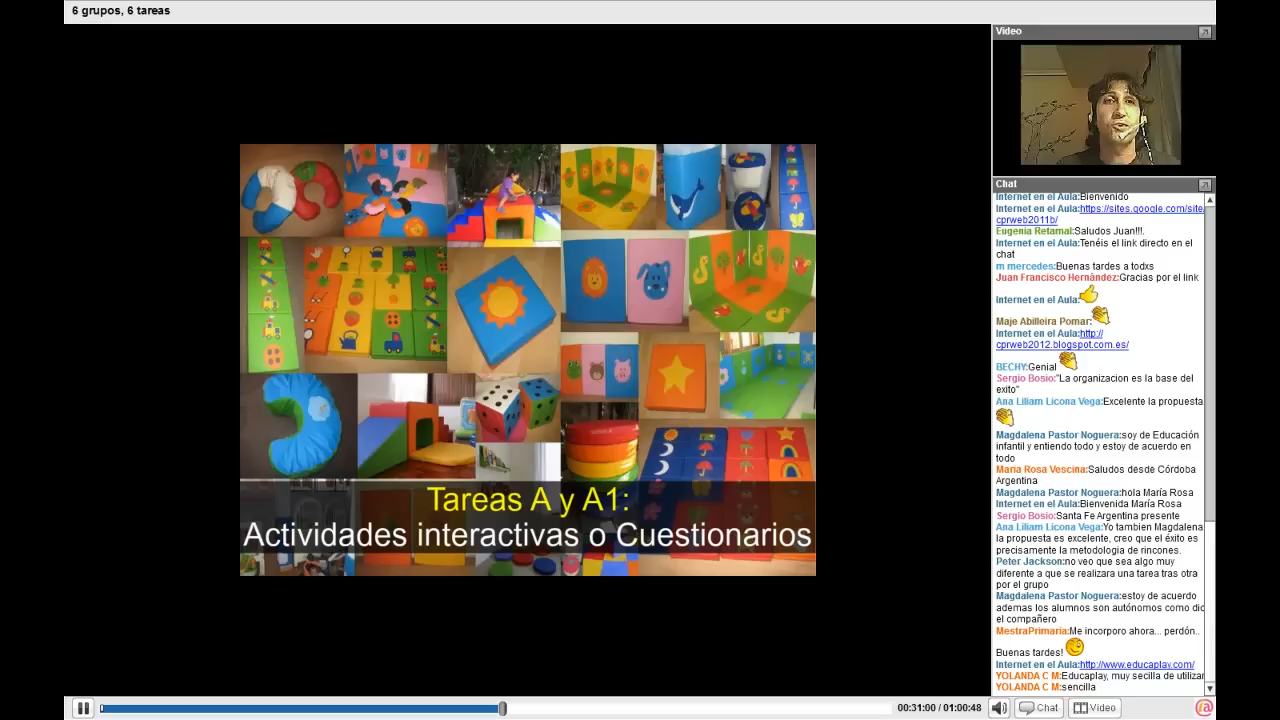 6 grupos, 6 tareas
Tareas A y A1:
Actividades interactivas o Cuestionarios
Video
Chat
Internet en el Aula:Bienvenido
Internet en el Aula:https://sites.google.com/site/
cprweb2011b/
Eugenia Retamal:Saludos Juan!!!.
Internet en el Aula:Tenéis el link directo en el
chat
m mercedes:Buenas tardes a todxs
Juan Francisco Hernández:Gracias por el link
Internet en el Aula:
Maje Abilleira Pomar:
Internet en el Aula:http://
cprweb2012.blogspot.com.es/
BECHY:Genial
Sergio Bosio:"La organizacion es la base del
exito"
Ana Liliam Licona Vega:Excelente la propuesta
Magdalena Pastor Noguera:soy de Educación
infantil y entiendo todo y estoy de acuerdo en
todo
Maria Rosa Vescina:Saludos desde Córdoba
Argentina
Magdalena Pastor Noguera:hola María Rosa
Internet en el Aula:Bienvenida María Rosa
Sergio Bosio:Santa Fe Argentina presente
Ana Liliam Licona Vega:Yo tambien Magdalena
la propuesta es excelente, creo que el éxito es
precisamente la metodologia de rincones.
Peter Jackson:no veo que sea algo muy
diferente a que se realizara una tarea tras otra
por el grupo
Magdalena Pastor Noguera:estoy de acuerdo
ademas los alumnos son autónomos como dic
el compañero
MestraPrimaria:Me incorporo ahora... perdón..
Buenas tardes!
Internet en el Aula:http://www.educaplay.com/
YOLANDA C M:Educaplay, muy secilla de utilizar
YOLANDA C M:sencilla
00:31:00 / 01:00:48
Chat
Video